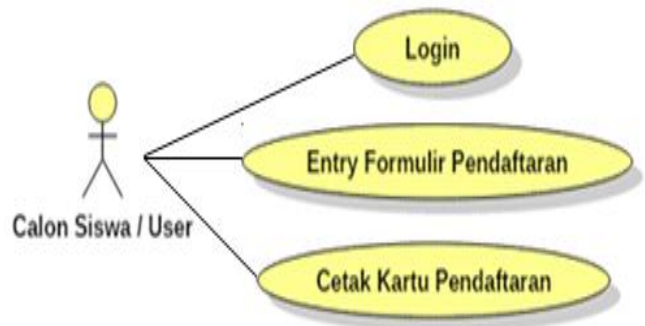 Login
Entry Formulir Pendaftaran
Calon Siswa / User
Cetak Kartu Pendaftaran